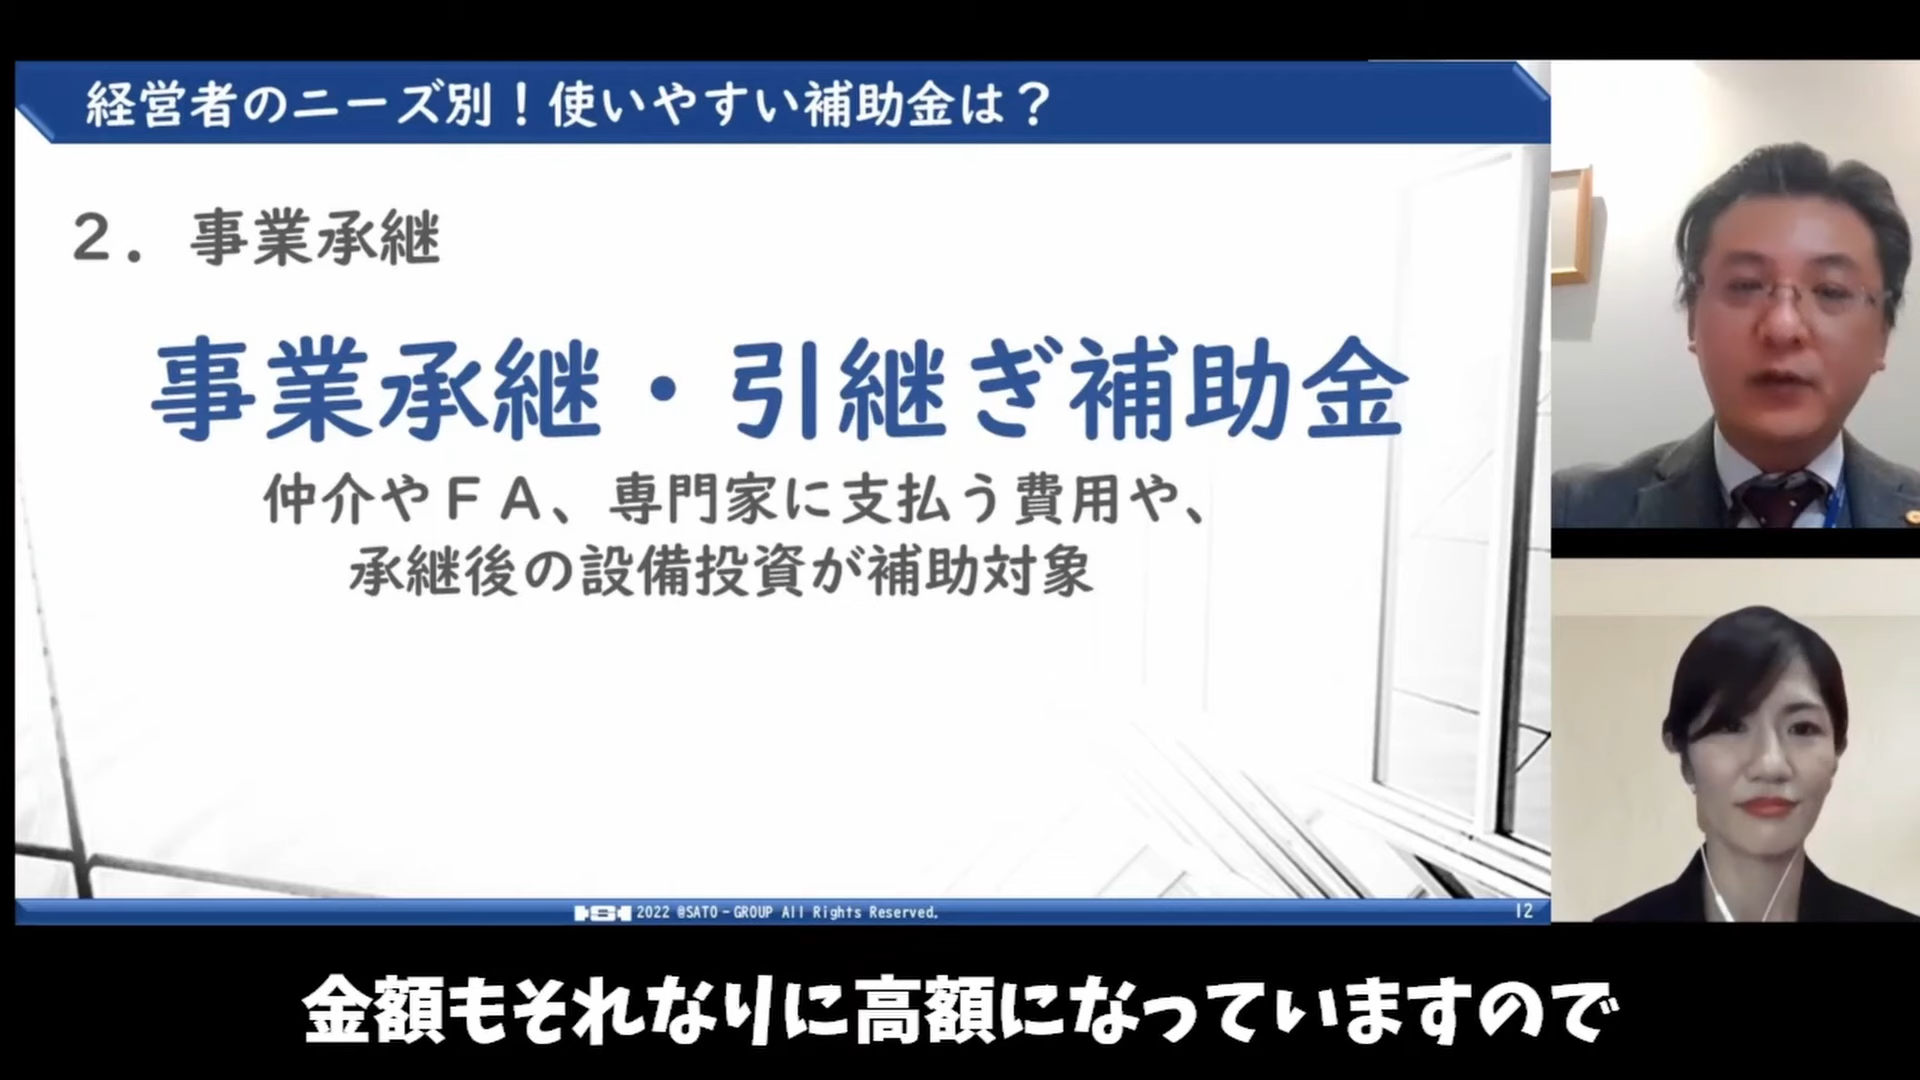 経営者のニーズ別！使いやすい補助金は？
２．事業承継
事業承継・引継ぎ補助金
仲介やＦＡ、専門家に支払う費用や、
承継後の設備投資が補助対象
2022 @SATO-GROUP All Rights Reserved.
12
金額もそれなりに高額になっていますので